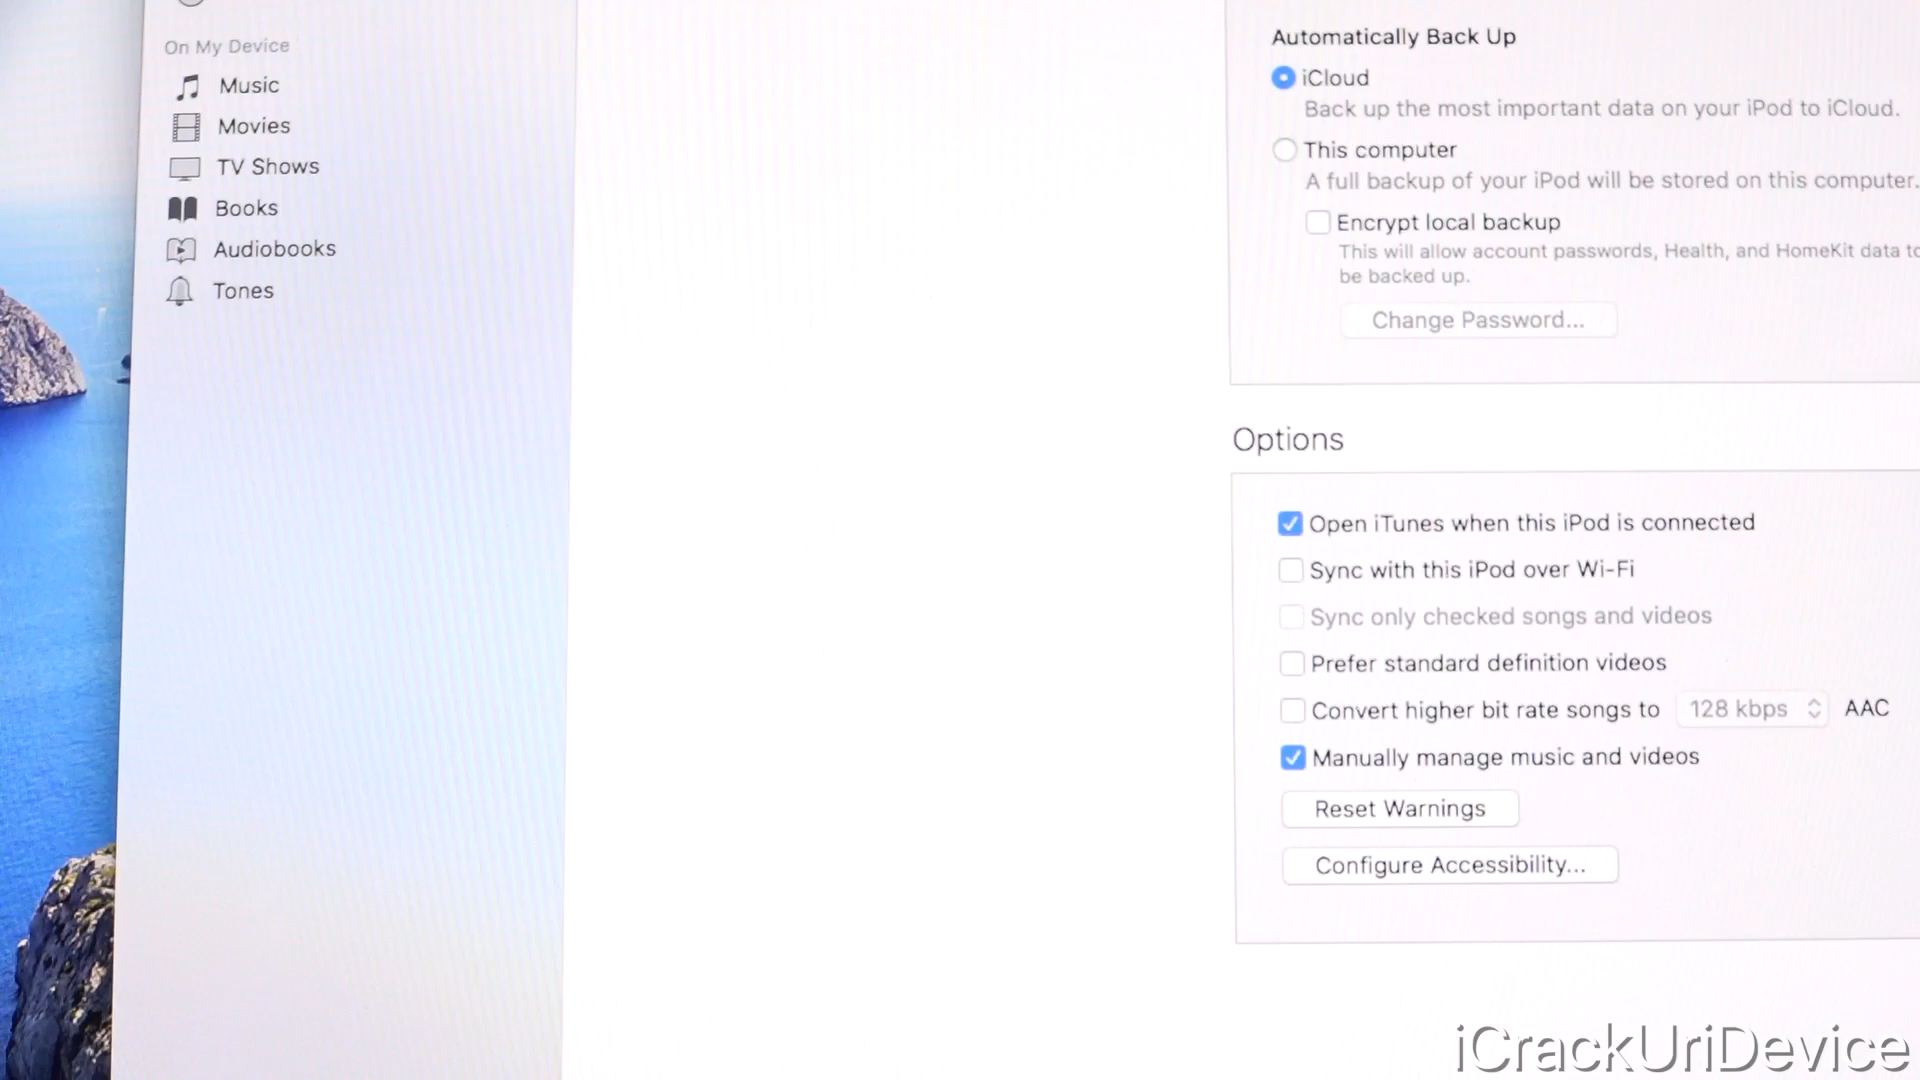 On My Device
Music
Movies
TV Shows
Books
Audiobooks
Tones
Automatically Back Up
iCloud
Back up the most important data on your iPod to iCloud.
This computer
A full backup of your iPod will be stored on this computer.
Encrypt local backup
This will allow account passwords, Health, and HomeKit data to
be backed up.
Change Password...
Options
Open iTunes when this iPod is connected
Sync with this iPod over Wi-Fi
Sync only checked songs and videos
Prefer standard definition videos
Convert higher bit rate songs to 128 kbps AAC
Manually manage music and videos
Reset Warnings
Configure Accessibility...
iCrackUriDevice